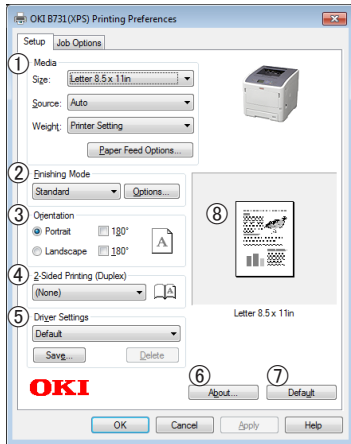 OKI B731(XPS) Printing Preferences
Setup Job Options
① Media
Size: Letter 8.5 x 11in
Source: Auto
Weight: Printer Setting
Paper Feed Options...
② Finishing Mode
Standard Options...
③ Orientation
Portrait 180°
Landscape 180°
A
④ 2-Sided Printing (Duplex)
(None)
⑤ Driver Settings
Default
Save... Delete
⑧
Letter 8.5 x 11in
OKI
⑥ ⑦
About... Default
OK Cancel Apply Help